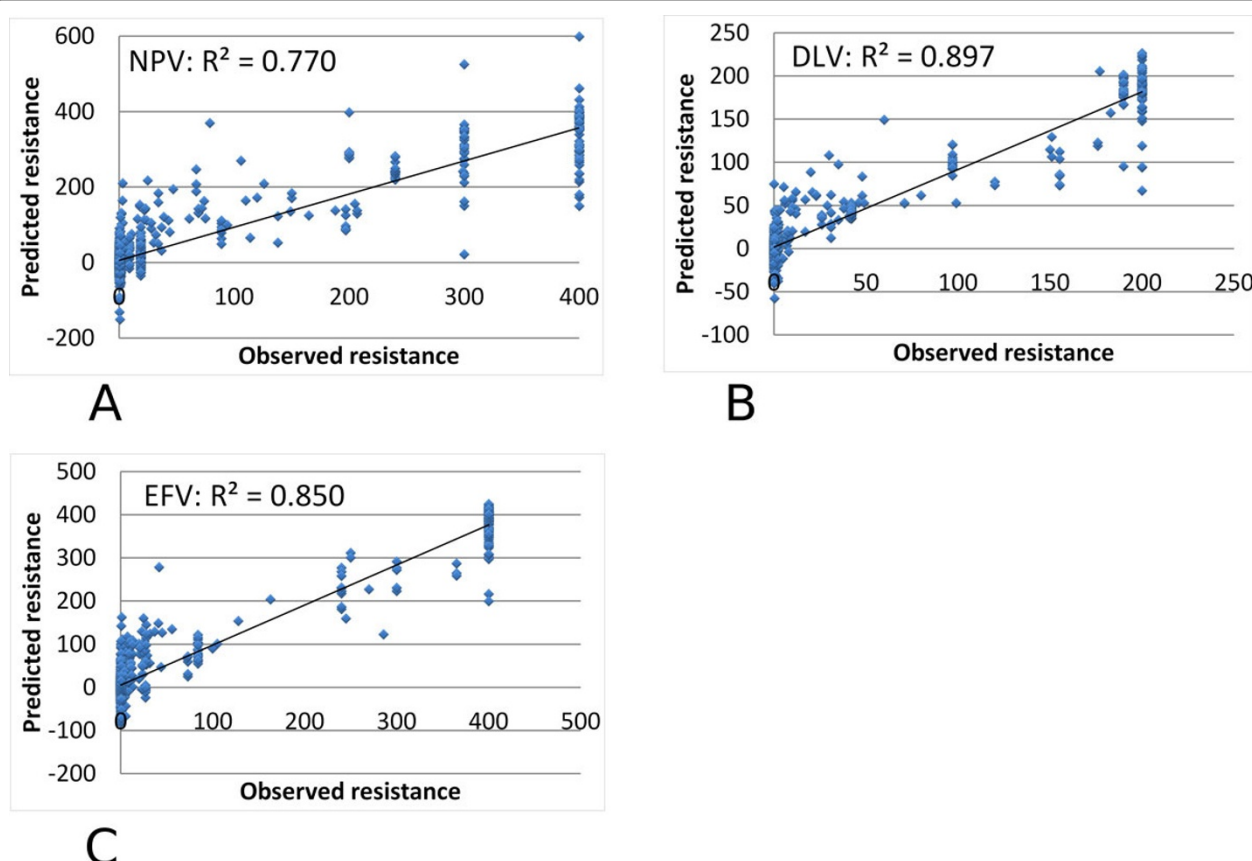 600
NPV: R² = 0.770
400
200
0
-200
0 100 200 300 400
Predicted resistance
Observed resistance
A
250
DLV: R² = 0.897
200
150
100
50
0
-50
-100
0 50 100 150 200 250
Predicted resistance
Observed resistance
B
500
EFV: R² = 0.850
400
300
200
100
0
-100
-200
0 100 200 300 400 500
Predicted resistance
Observed resistance
C